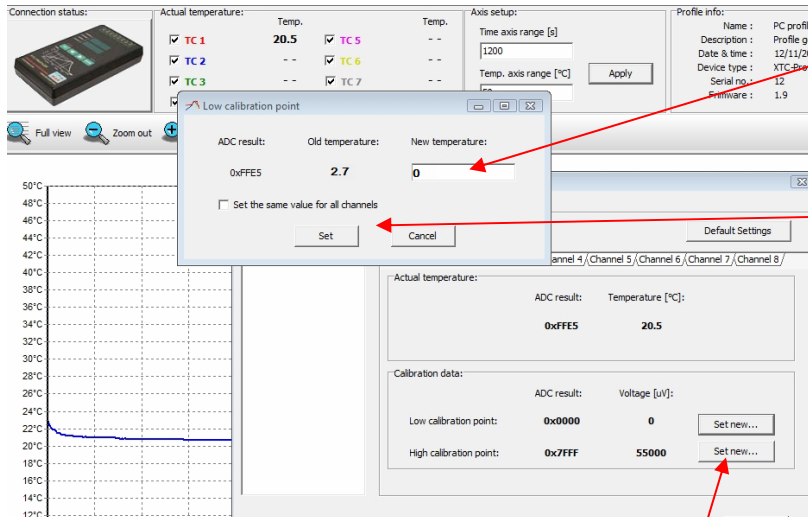 Connection status:
Actual temperature:
Temp.
Temp.
TC 1 20.5 TC 5 - -
TC 2 - - TC 6 - -
TC 3 - - TC 7 - -
Axis setup:
Time axis range [s]
1200
Temp. axis range [°C]
Apply
Profile info:
Name : PC profil
Description : Profile g
Date & time : 12/11/20
Device type :
Serial no.: 12
Firmware : 1.9
Full view Zoom out
Low calibration point
ADC result: Old temperature: New temperature:
0xFFE5 2.7 0
Set the same value for all channels
Set Cancel
Default Settings
annel 4 Channel 5 Channel 6 Channel 7 Channel 8
Actual temperature:
ADC result: Temperature [°C]:
0xFFE5 20.5
Calibration data:
ADC result: Voltage [uV]:
Low calibration point: 0x0000 0 Set new...
High calibration point: 0x7FFF 55000 Set new...
50°C
48°C
46°C
44°C
42°C
40°C
38°C
36°C
34°C
32°C
30°C
28°C
26°C
24°C
22°C
20°C
18°C
16°C
14°C
12°C